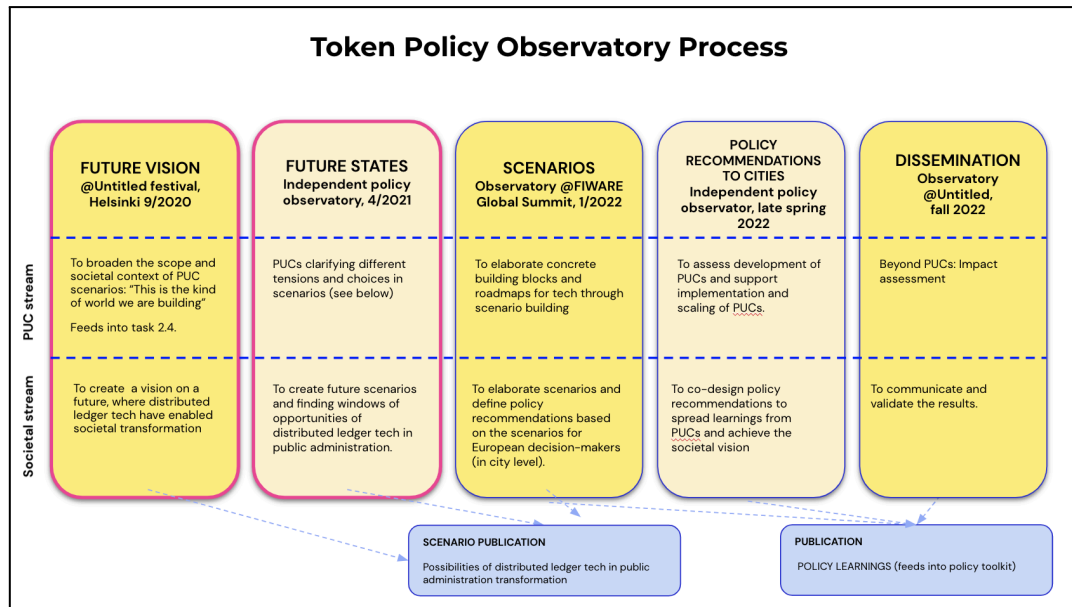 Token Policy Observatory Process
FUTURE VISION
@Untitled festival,
Helsinki 9/2020
FUTURE STATES
Independent policy
observatory, 4/2021
SCENARIOS
Observatory @FIWARE
Global Summit, 1/2022
POLICY
RECOMMENDATIONS
TO CITIES
Independent policy
observator, late spring
2022
DISSEMINATION
Observatory
@Untitled,
fall 2022
PUC stream
To broaden the scope and
societal context of PUC
scenarios: “This is the kind
of world we are building”
Feeds into task 2.4.
PUCs clarifying different
tensions and choices in
scenarios (see below)
To elaborate concrete
building blocks and
roadmaps for tech through
scenario building
To assess development of
PUCs and support
implementation and
scaling of PUCs.
Beyond PUCs: Impact
assessment
Societal stream
To create a vision on a
future, where distributed
ledger tech have enabled
societal transformation
To create future scenarios
and finding windows of
opportunities of
distributed ledger tech in
public administration.
To elaborate scenarios and
define policy
recommendations based
on the scenarios for
European decision-makers
(in city level).
To co-design policy
recommendations to
spread learnings from
PUCs and achieve the
societal vision
To communicate and
validate the results.
SCENARIO PUBLICATION
Possibilities of distributed ledger tech in public
administration transformation
PUBLICATION
POLICY LEARNINGS (feeds into policy toolkit)